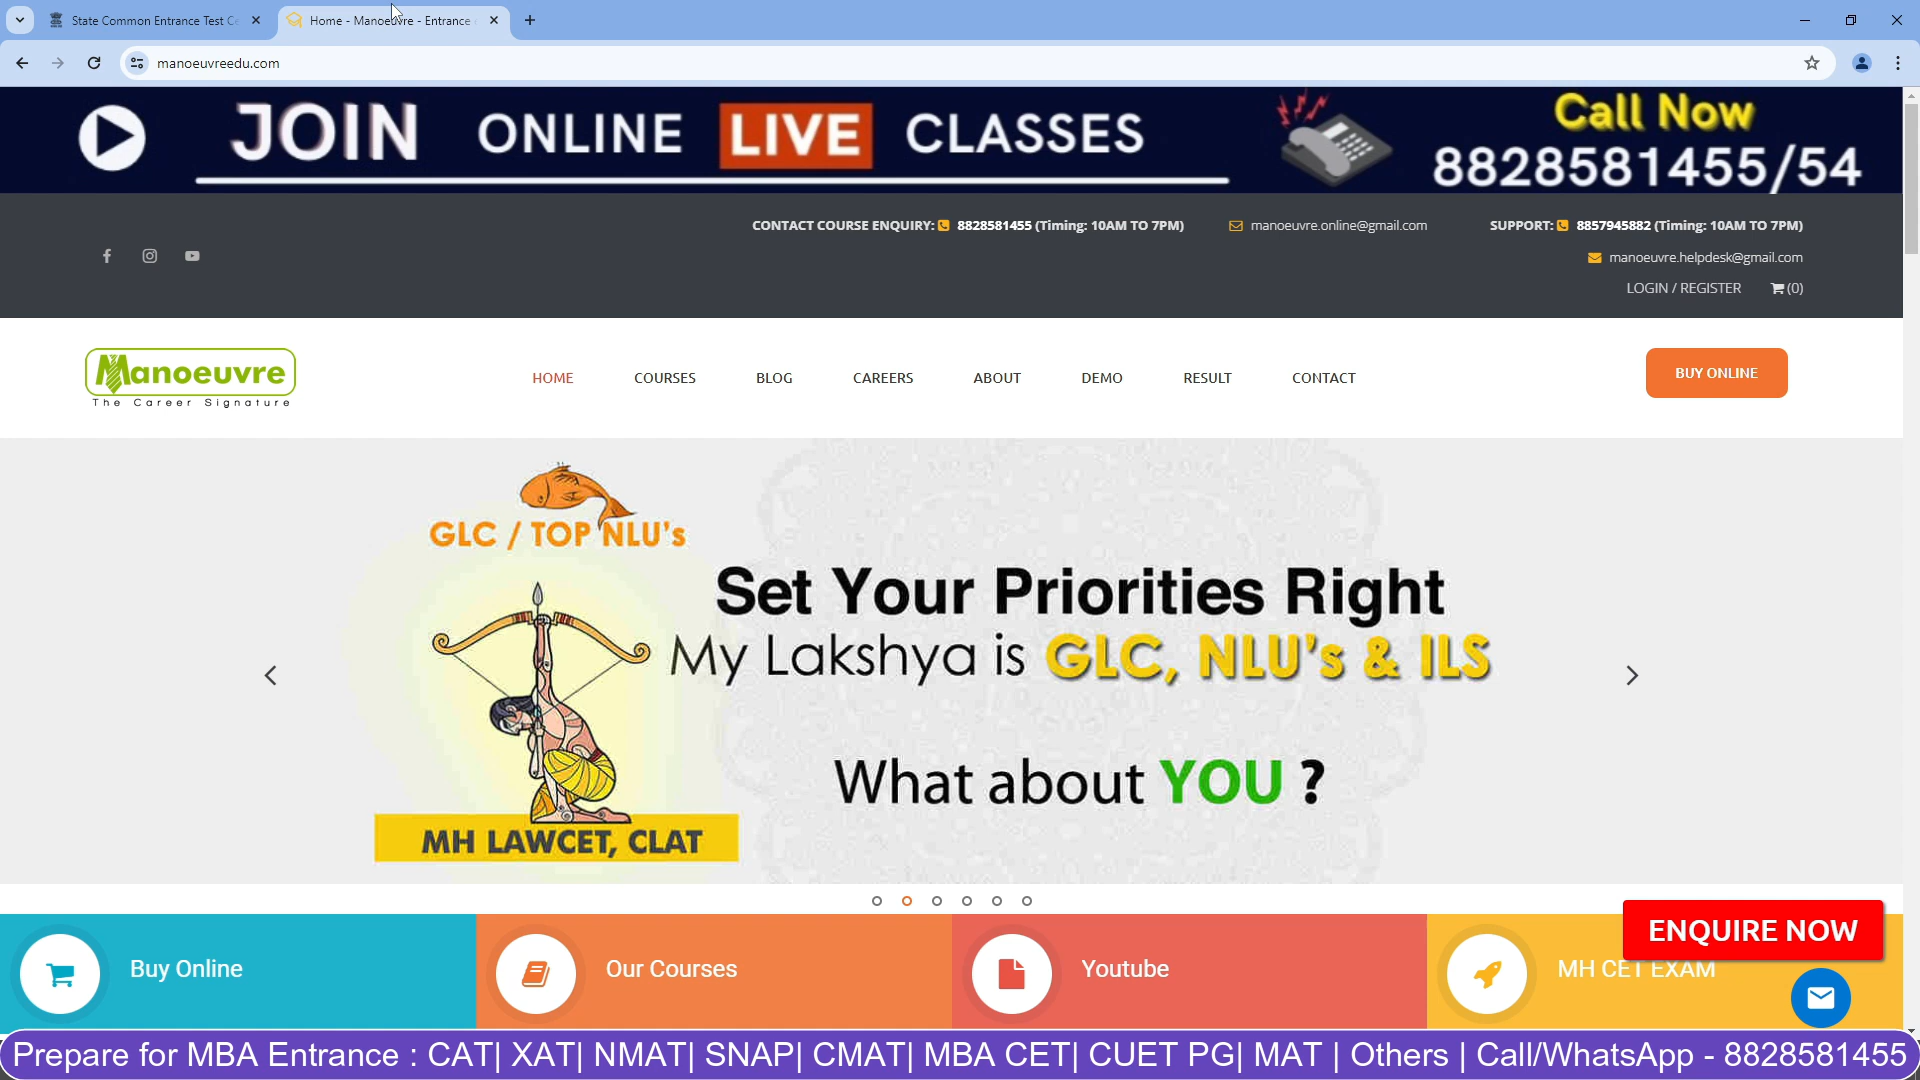 State Common Entrance Test Ce
Home - Manoeuvre - Entrance
manoeuvreedu.com
JOIN ONLINE LIVE CLASSES
Call Now
8828581455/54
CONTACT COURSE ENQUIRY: 8828581455 (Timing: 10AM TO 7PM)
manoeuvre.online@gmail.com
SUPPORT: 8857945882 (Timing: 10AM TO 7PM)
manoeuvre.helpdesk@gmail.com
LOGIN / REGISTER (0)
Manoeuvre
The Career Signature
HOME COURSES BLOG CAREERS ABOUT DEMO RESULT CONTACT
BUY ONLINE
GLC / TOP NLU's
Set Your Priorities Right
My Lakshya is GLC, NLU's & ILS
What about YOU ?
MH LAWCET, CLAT
ENQUIRE NOW
Buy Online
Our Courses
Youtube
MH CET EXAM
Prepare for MBA Entrance : CAT| XAT| NMAT| SNAP| CMAT| MBA CET| CUET PG| MAT | Others | Call/WhatsApp - 8828581455